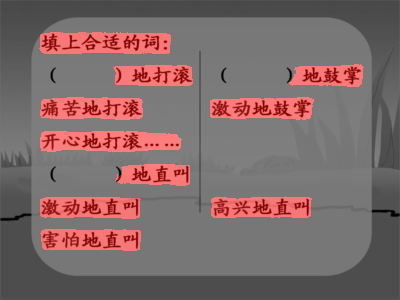 填上合适的词:
（ ）地打滚
痛苦地打滚
开心地打滚……
（ ）地直叫
激动地直叫
害怕地直叫
（ ）地鼓掌
激动地鼓掌
高兴地直叫